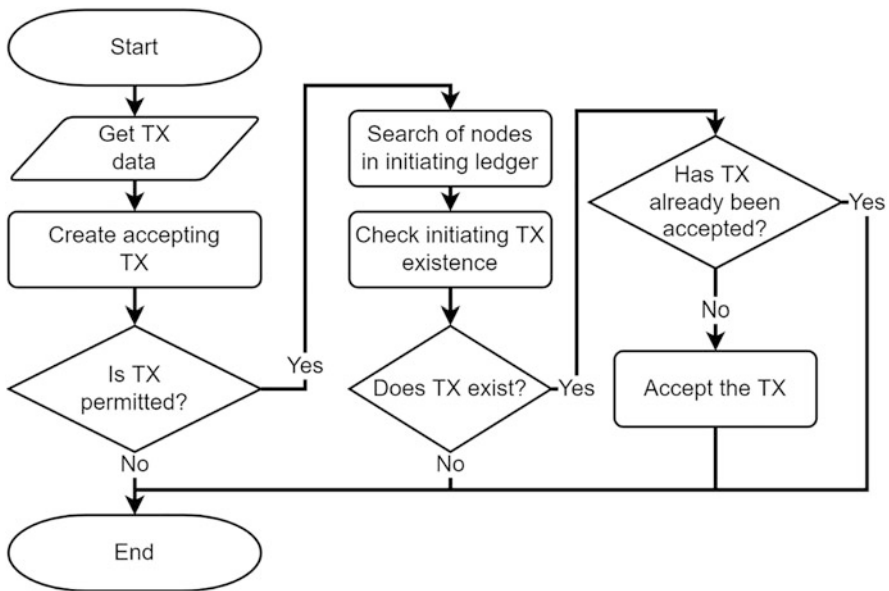 Start
Get TX
data
Create accepting
TX
Is TX
permitted?
Yes
No
End
Search of nodes
in initiating ledger
Check initiating TX
existence
Does TX exist?
Yes
No
Has TX
already been
accepted?
Yes
No
Accept the TX